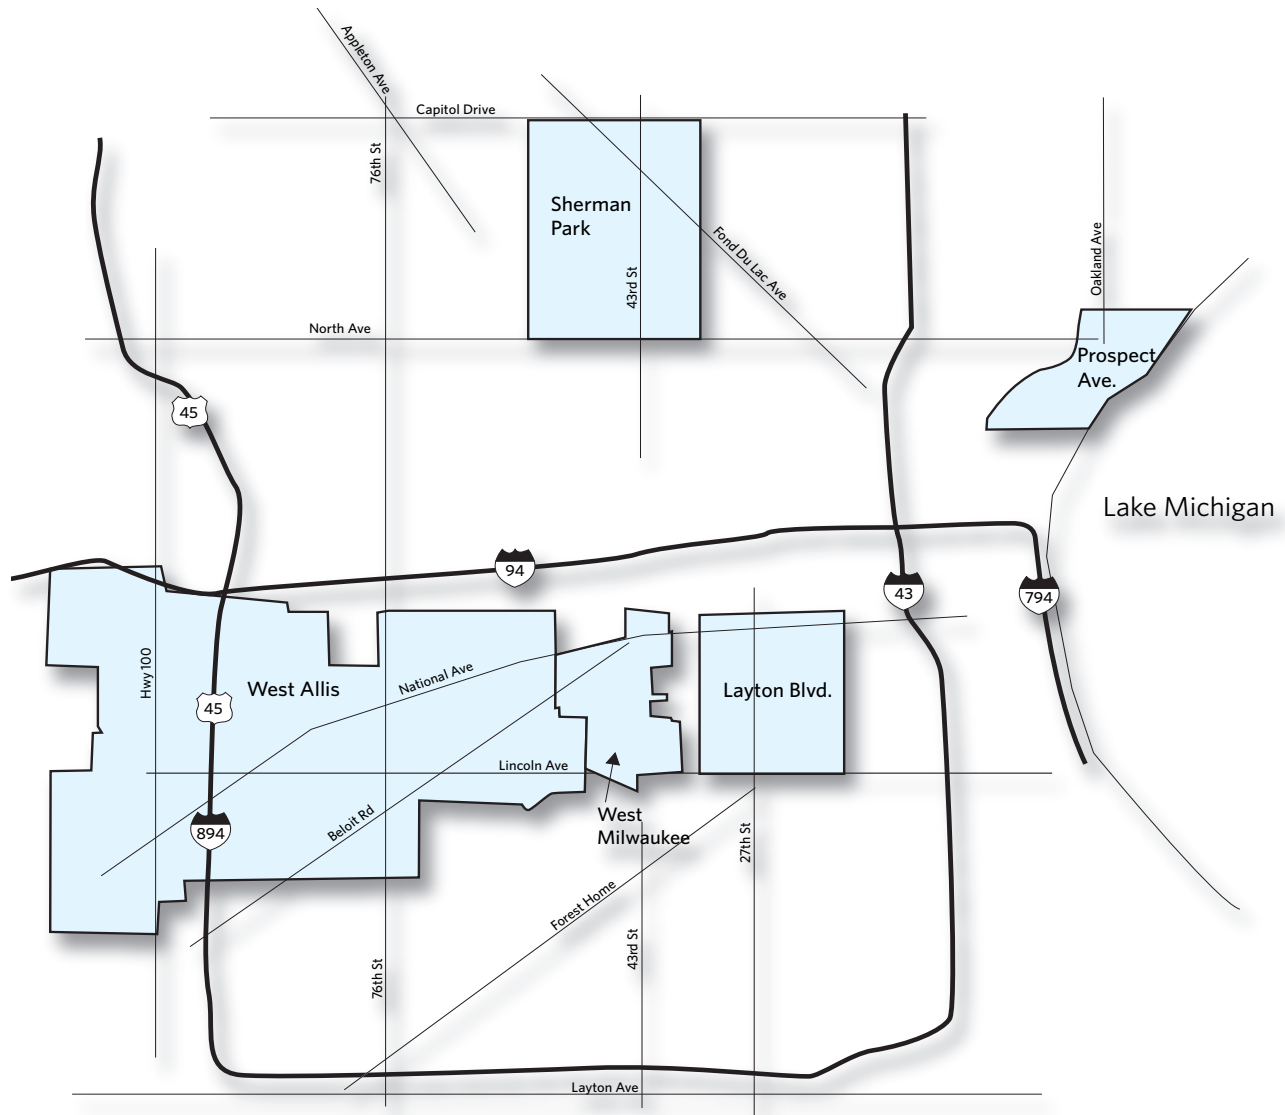 Appleton Ave
Capitol Drive
76th St
Sherman
Park
43rd St
Fond Du Lac Ave
Oakland Ave
North Ave
Prospect
Ave.
45
Lake Michigan
94
43
794
Hwy 100
West Allis
National Ave
Layton Blvd.
45
Lincoln Ave
Beloit Rd
894
West
Milwaukee
27th St
Forest Home
43rd St
76th St
Layton Ave